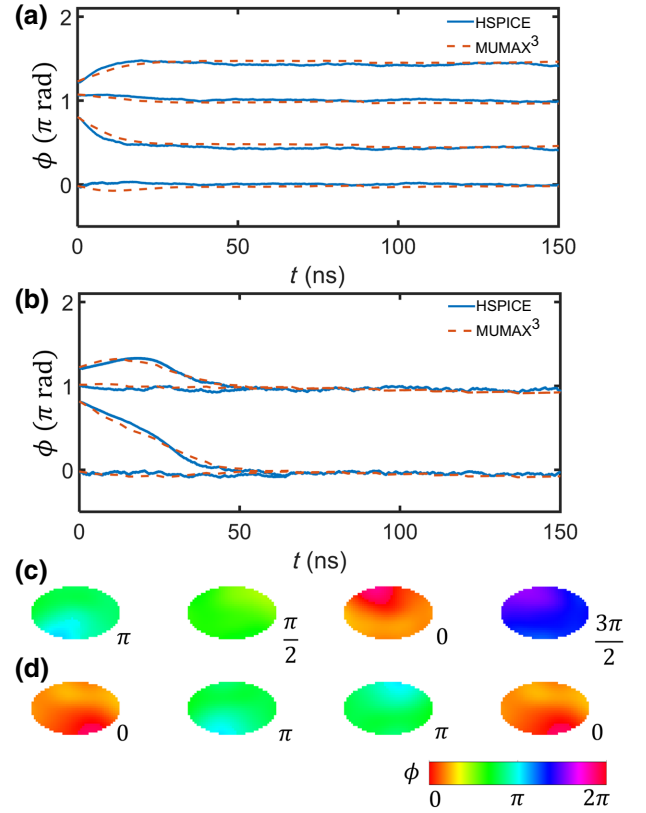 (a)
2
1
0
ϕ (π rad)
HSPICE
MUMAX³
0 50 100 150
t (ns)
(b)
2
1
0
ϕ (π rad)
HSPICE
MUMAX³
0 50 100 150
t (ns)
(c)
π π/2 0 3π/2
(d)
0 π π 0
ϕ
0 π 2π